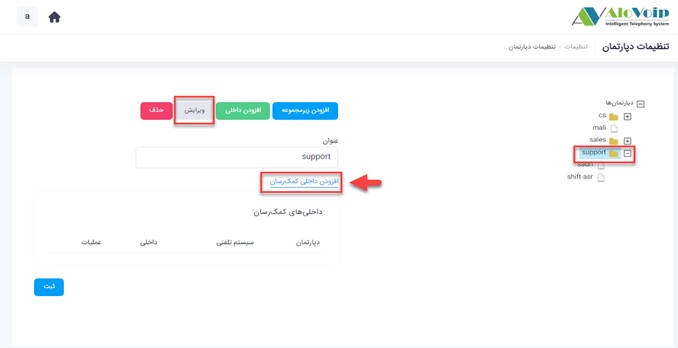 AloVoip
Intelligent Telephony System
a
تنظیمات دپارتمان
تنظیمات - تنظیمات دپارتمان
دپارتمان‌ها
cs
mali
sales
support
sadri
shift-asr
افزودن زیرمجموعه
افزودن داخلی
ویرایش
حذف
عنوان
support
افزودن داخلی کمک‌رسان
داخلی‌های کمک‌رسان
دپارتمان
سیستم تلفنی
داخلی
عملیات
ثبت